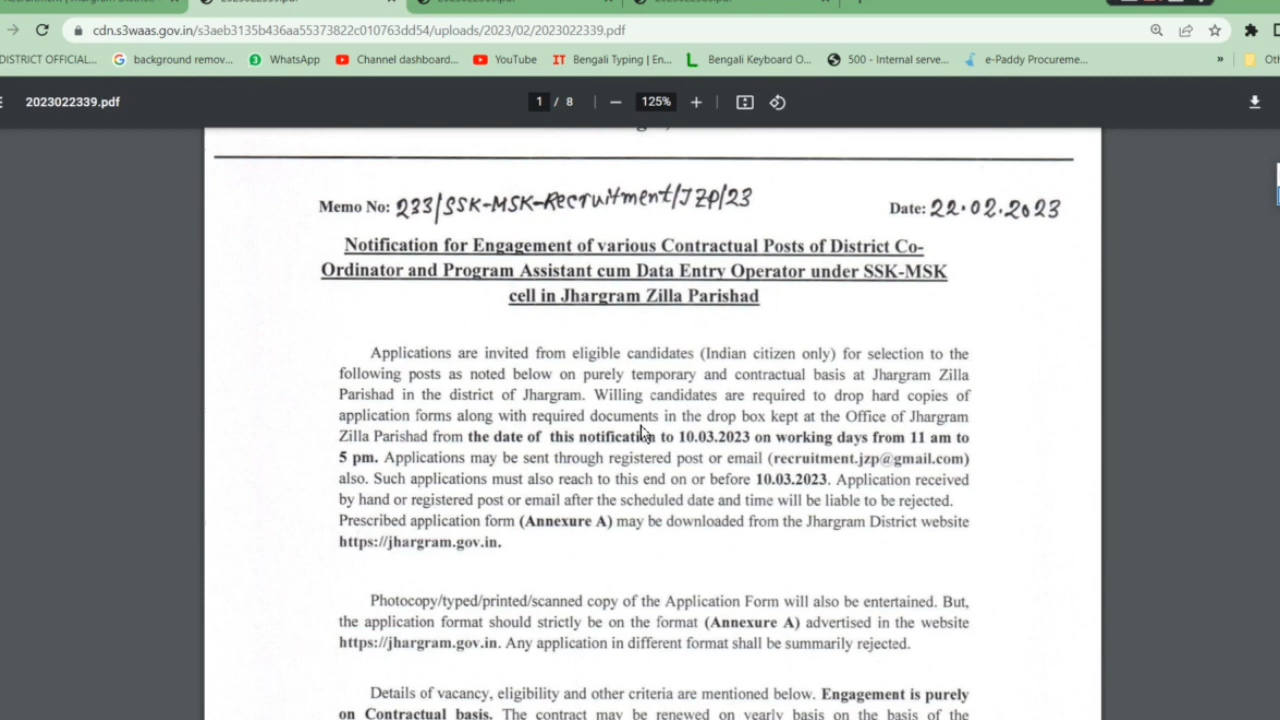 cdn.s3waas.gov.in/s3aeb3135b436aa55373822c010763dd54/uploads/2023/02/2023022339.pdf
DISTRICT OFFICIAL... background remov... WhatsApp Channel dashboard... YouTube IT Bengali Typing | En... Bengali Keyboard O... 500 - Internal serve... e-Paddy Procureme... »
2023022339.pdf 1 / 8 125%
Memo No: 233/SSK-MSK-Recruitment/JZP/23 Date: 22.02.2023
Notification for Engagement of various Contractual Posts of District Co-
Ordinator and Program Assistant cum Data Entry Operator under SSK-MSK
cell in Jhargram Zilla Parishad
Applications are invited from eligible candidates (Indian citizen only) for selection to the
following posts as noted below on purely temporary and contractual basis at Jhargram Zilla
Parishad in the district of Jhargram. Willing candidates are required to drop hard copies of
application forms along with required documents in the drop box kept at the Office of Jhargram
Zilla Parishad from the date of this notification to 10.03.2023 on working days from 11 am to
5 pm. Applications may be sent through registered post or email (recruitment.jzp@gmail.com)
also. Such applications must also reach to this end on or before 10.03.2023. Application received
by hand or registered post or email after the scheduled date and time will be liable to be rejected.
Prescribed application form (Annexure A) may be downloaded from the Jhargram District website
https://jhargram.gov.in.
Photocopy/typed/printed/scanned copy of the Application Form will also be entertained. But,
the application format should strictly be on the format (Annexure A) advertised in the website
https://jhargram.gov.in. Any application in different format shall be summarily rejected.
Details of vacancy, eligibility and other criteria are mentioned below. Engagement is purely
on Contractual basis. The contract may be renewed on yearly basis on the basis of the